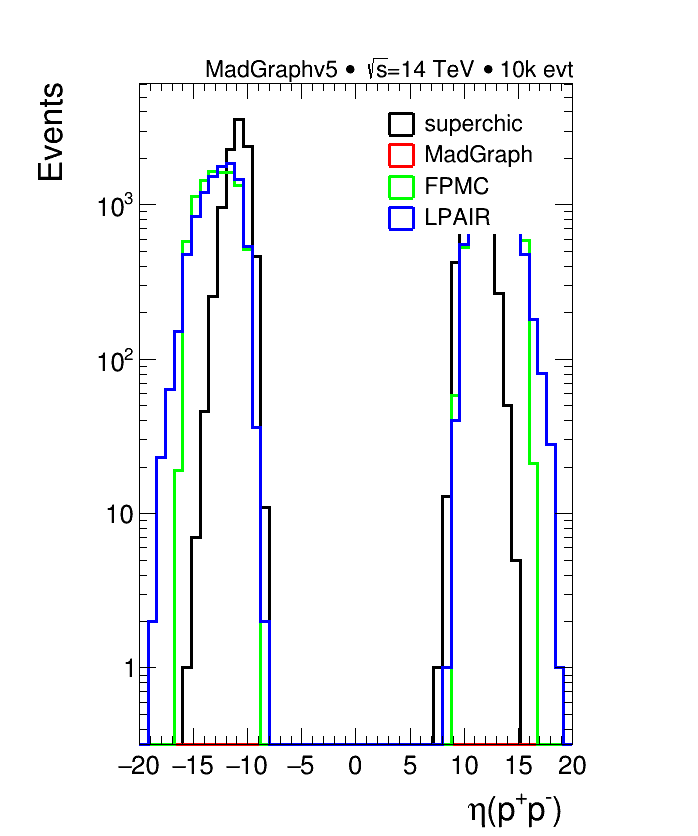 MadGraphv5 • √s=14 TeV • 10k evt
Events
superchic
MadGraph
FPMC
LPAIR
10³
10²
10
1
−20 −15 −10 −5 0 5 10 15 20
η(p⁺p⁻)